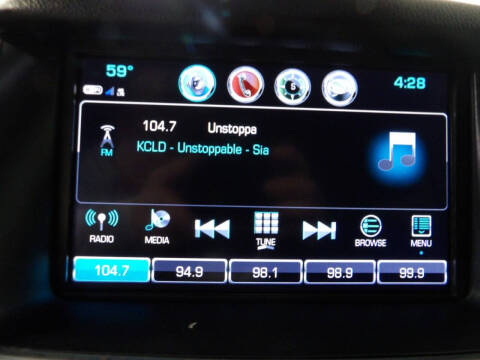 59°
4:28
104.7 Unstoppa
FM
KCLD - Unstoppable - Sia
RADIO
MEDIA
TUNE
BROWSE
MENU
104.7 94.9 98.1 98.9 99.9